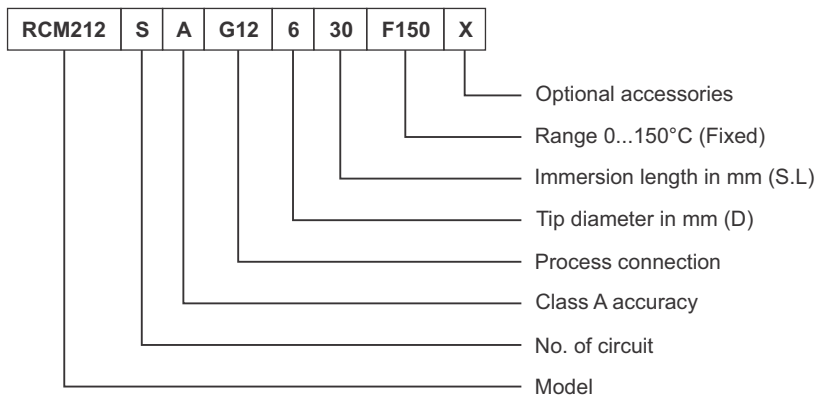 RCM212 S A G12 6 30 F150 X
Optional accessories
Range 0...150°C (Fixed)
Immersion length in mm (S.L)
Tip diameter in mm (D)
Process connection
Class A accuracy
No. of circuit
Model